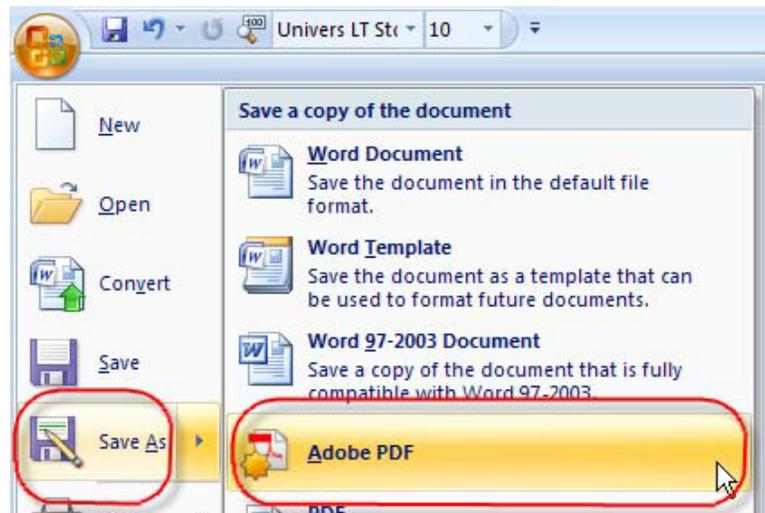 Univers LT Sto 10
New
Open
Convert
Save
Save As
Save a copy of the document
Word Document
Save the document in the default file
format.
Word Template
Save the document as a template that can
be used to format future documents.
Word 97-2003 Document
Save a copy of the document that is fully
compatible with Word 97-2003.
Adobe PDF
PDF